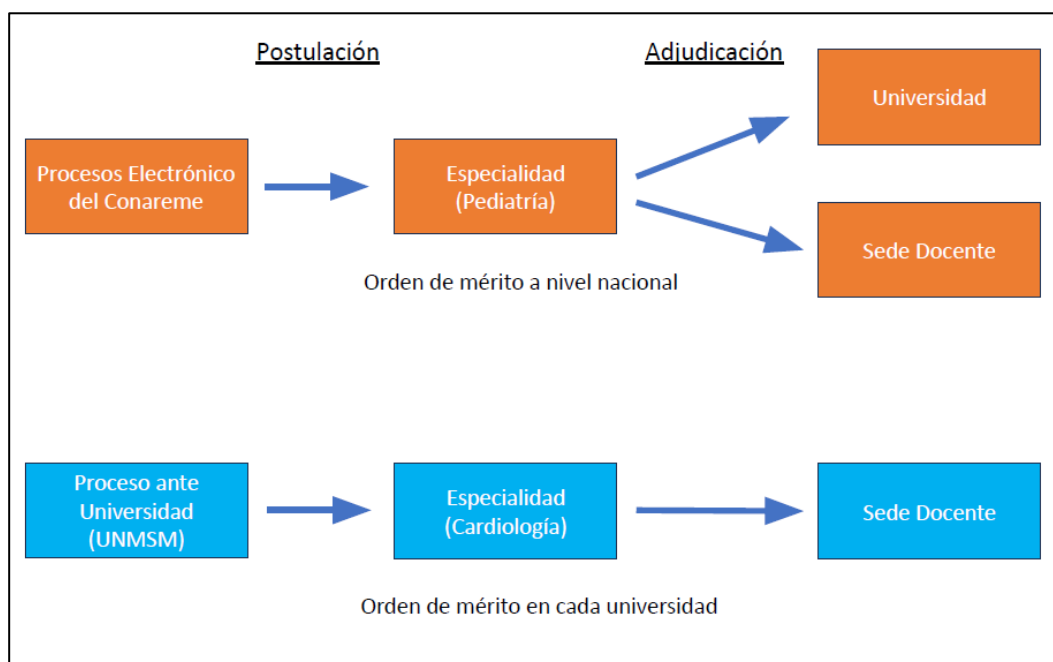 Postulación
Adjudicación
Universidad
Procesos Electrónico
del Conareme
Especialidad
(Pediatría)
Sede Docente
Orden de mérito a nivel nacional
Proceso ante
Universidad
(UNMSM)
Especialidad
(Cardiología)
Sede Docente
Orden de mérito en cada universidad